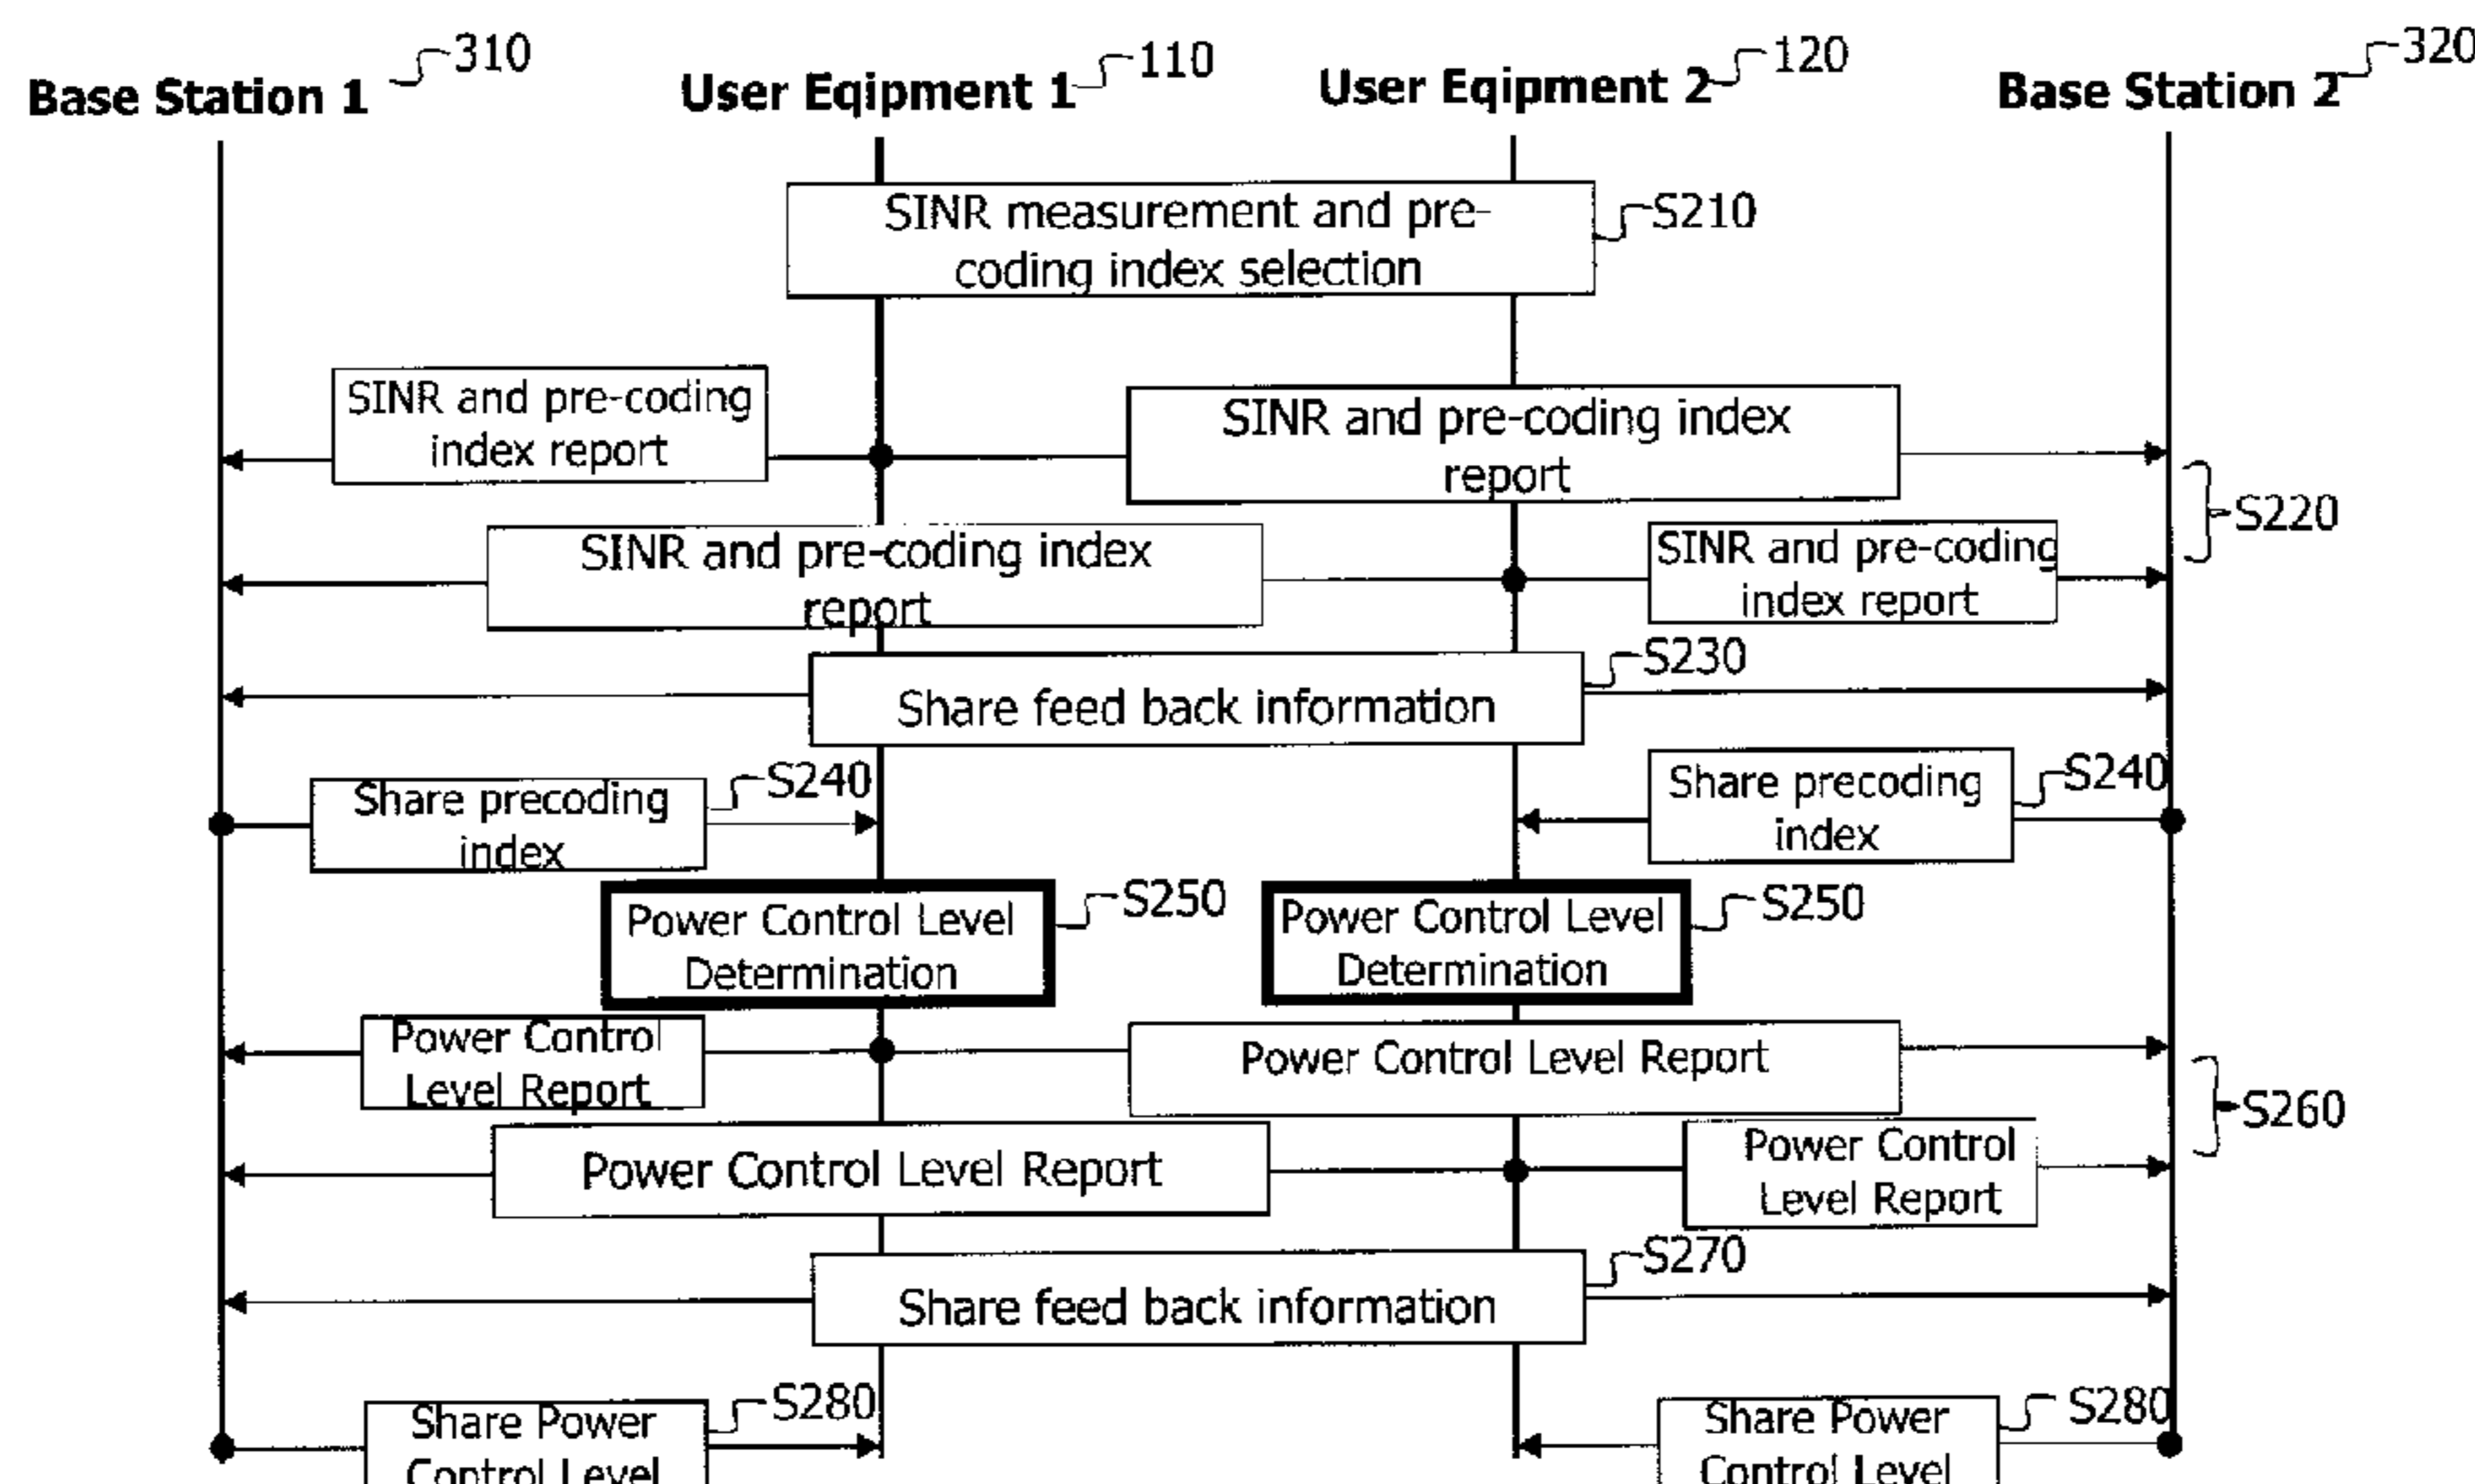 310
110
120
320
Base Station 1
User Eqipment 1
User Eqipment 2
Base Station 2
SINR measurement and pre-
coding index selection
S210
SINR and pre-coding
index report
SINR and pre-coding index
report
S220
SINR and pre-coding index
report
SINR and pre-coding
index report
S230
Share feed back information
Share precoding
index
S240
Share precoding
index
S240
Power Control Level
Determination
S250
Power Control Level
Determination
S250
Power Control
Level Report
Power Control Level Report
S260
Power Control Level Report
Power Control
Level Report
S270
Share feed back information
Share Power
Control Level
S280
Share Power
Control Level
S280